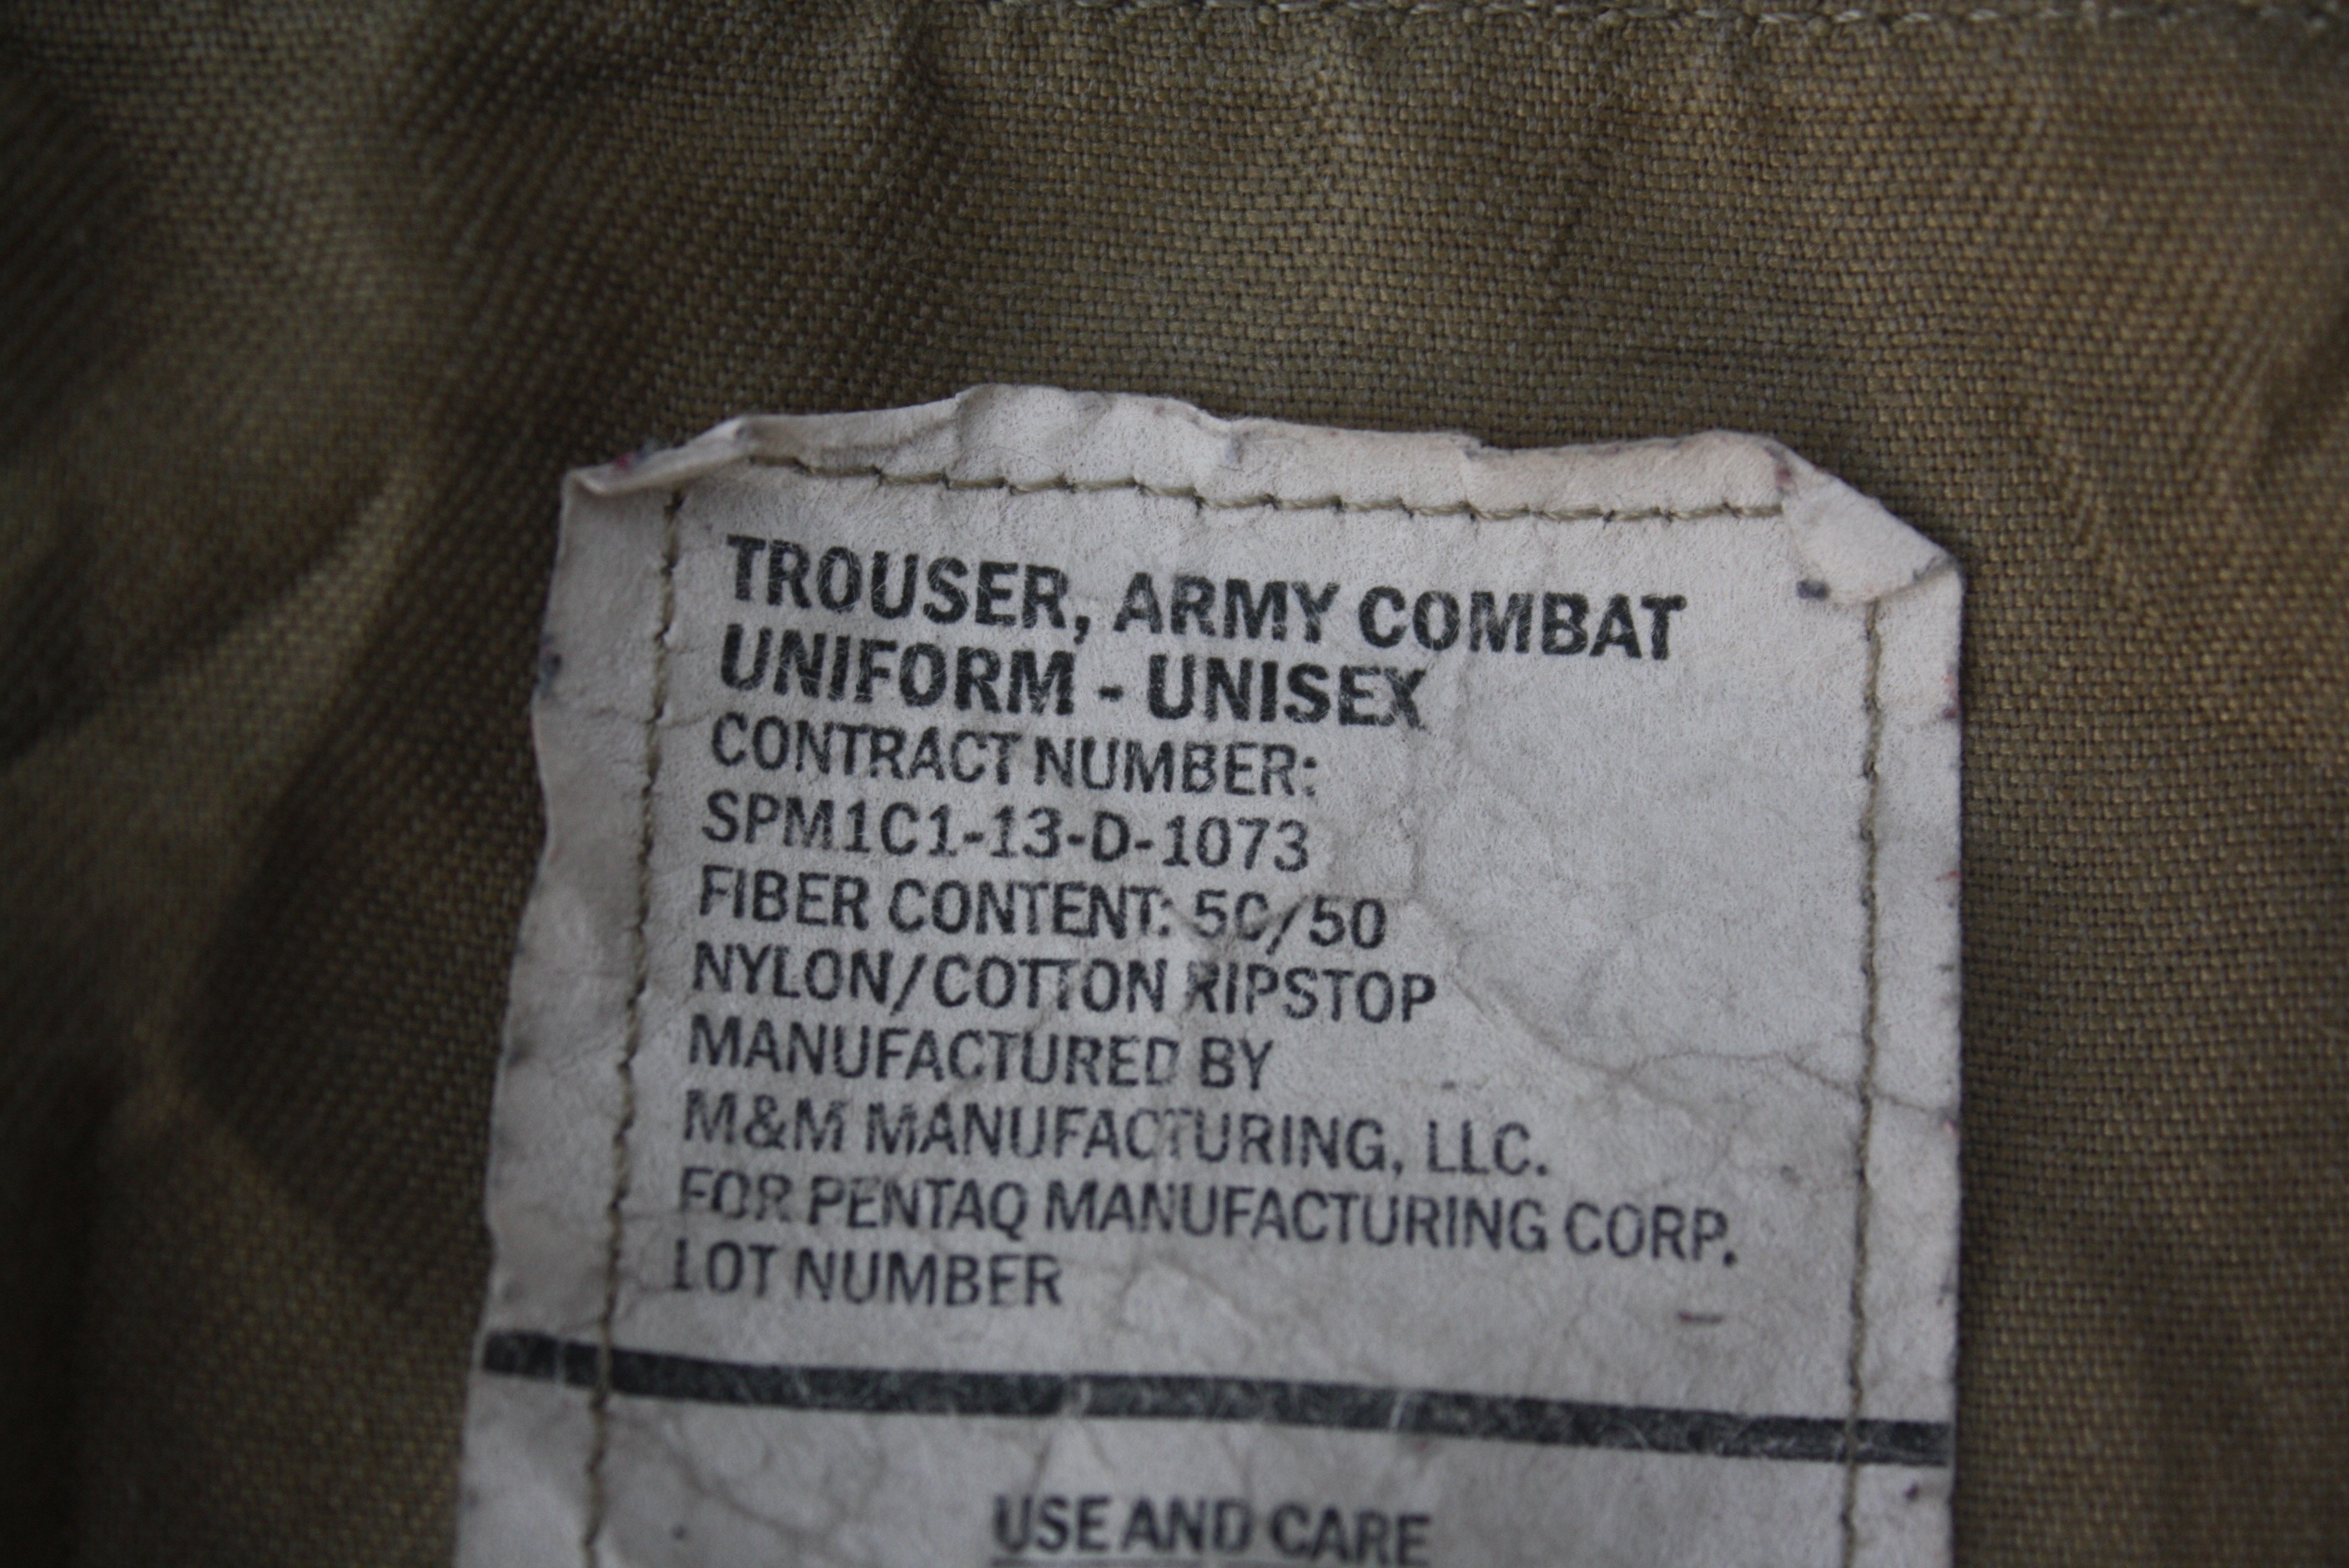 TROUSER, ARMY COMBAT
UNIFORM - UNISEX
CONTRACT NUMBER:
SPM1C1-13-D-1073
FIBER CONTENT: 50/50
NYLON/COTTON RIPSTOP
MANUFACTURED BY
M&M MANUFACTURING, LLC.
FOR PENTAQ MANUFACTURING CORP.
LOT NUMBER
USE AND CARE